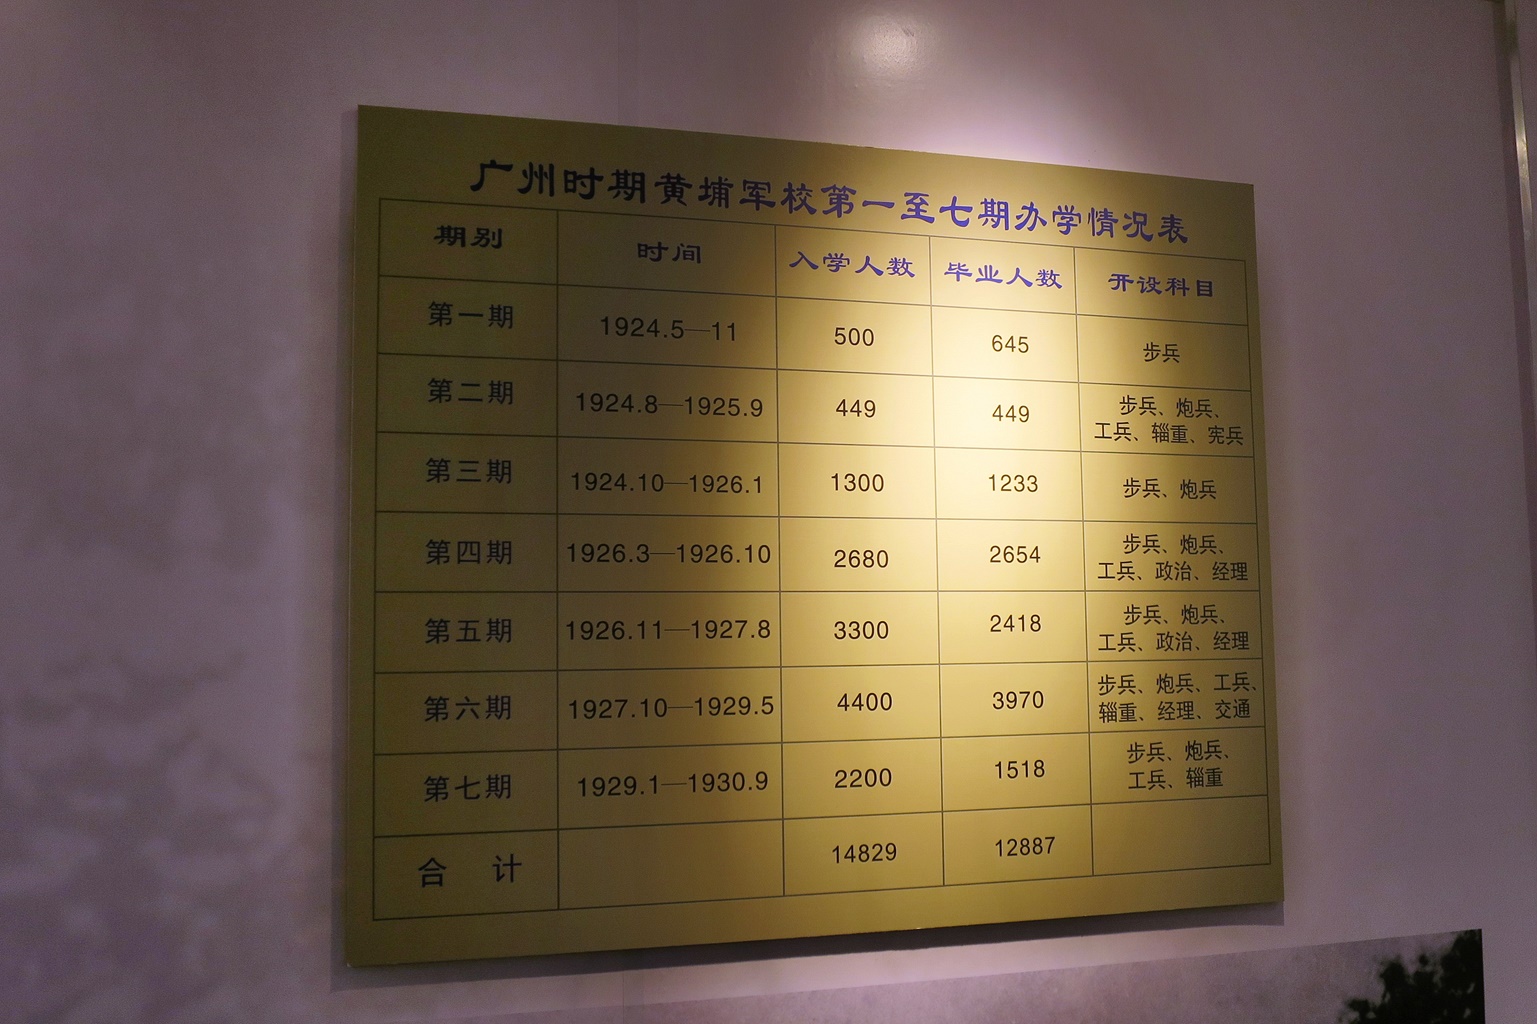 广州时期黄埔军校第一至七期办学情况表
期别 时间 入学人数 毕业人数 开设科目
第一期 1924.5—11 500 645 步兵
第二期 1924.8—1925.9 449 449 步兵、炮兵、
工兵、辎重、宪兵
第三期 1924.10—1926.1 1300 1233 步兵、炮兵
第四期 1926.3—1926.10 2680 2654 步兵、炮兵、
工兵、政治、经理
第五期 1926.11—1927.8 3300 2418 步兵、炮兵、
工兵、政治、经理
第六期 1927.10—1929.5 4400 3970 步兵、炮兵、工兵、
辎重、经理、交通
第七期 1929.1—1930.9 2200 1518 步兵、炮兵、
工兵、辎重
合 计 14829 12887